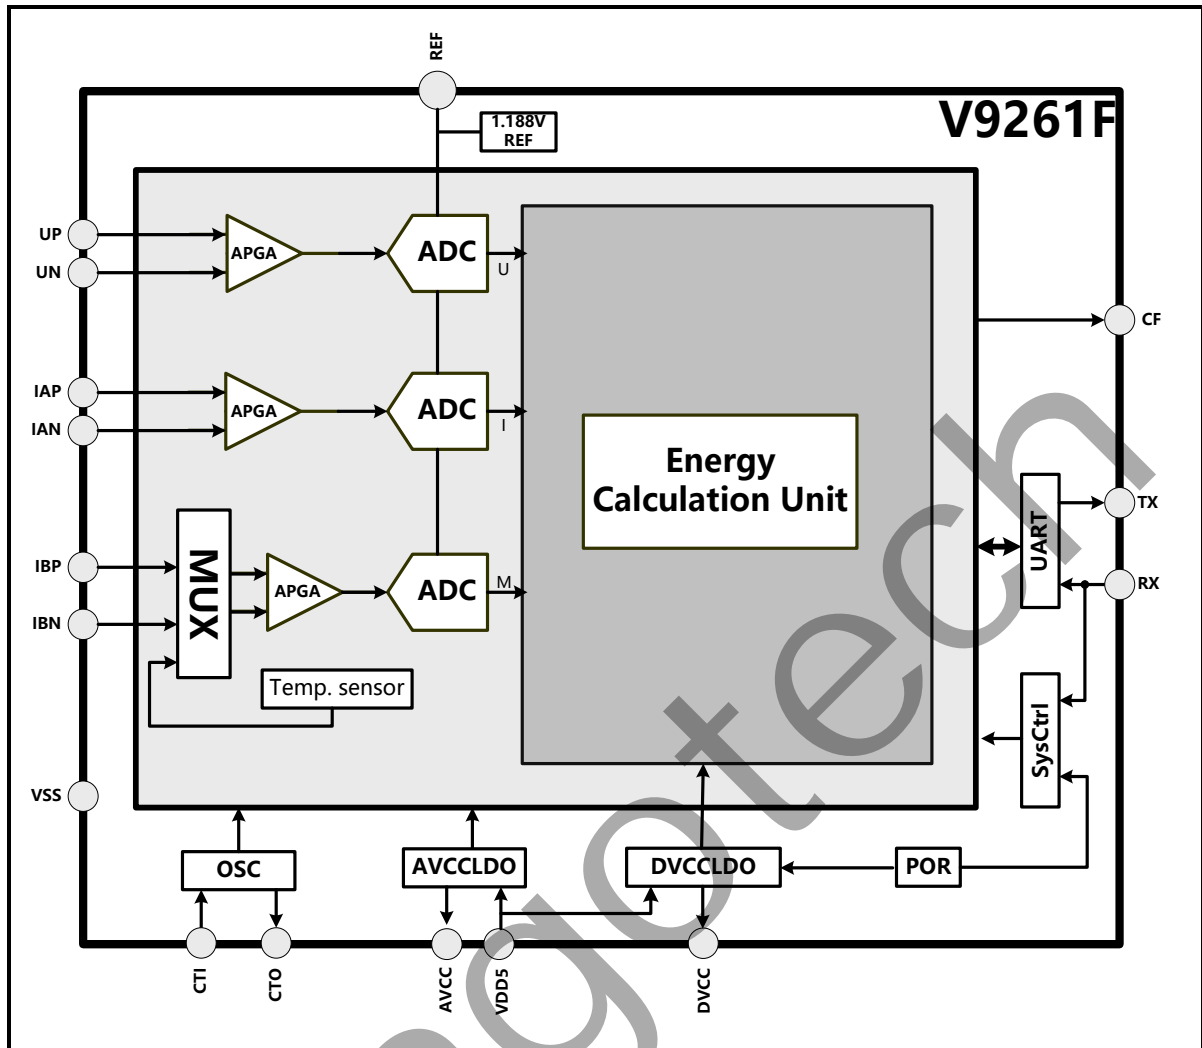 REF
V9261F
1.188V
REF
UP
APGA
ADC
U
UN
CF
IAP
APGA
ADC
I
IAN
Energy
Calculation Unit
TX
UART
IBP
MUX
APGA
ADC
M
RX
IBN
Temp. sensor
SysCtrl
VSS
OSC
AVCCLDO
DVCCLDO
POR
CTI
CTO
AVCC
VDD5
DVCC
ngotech